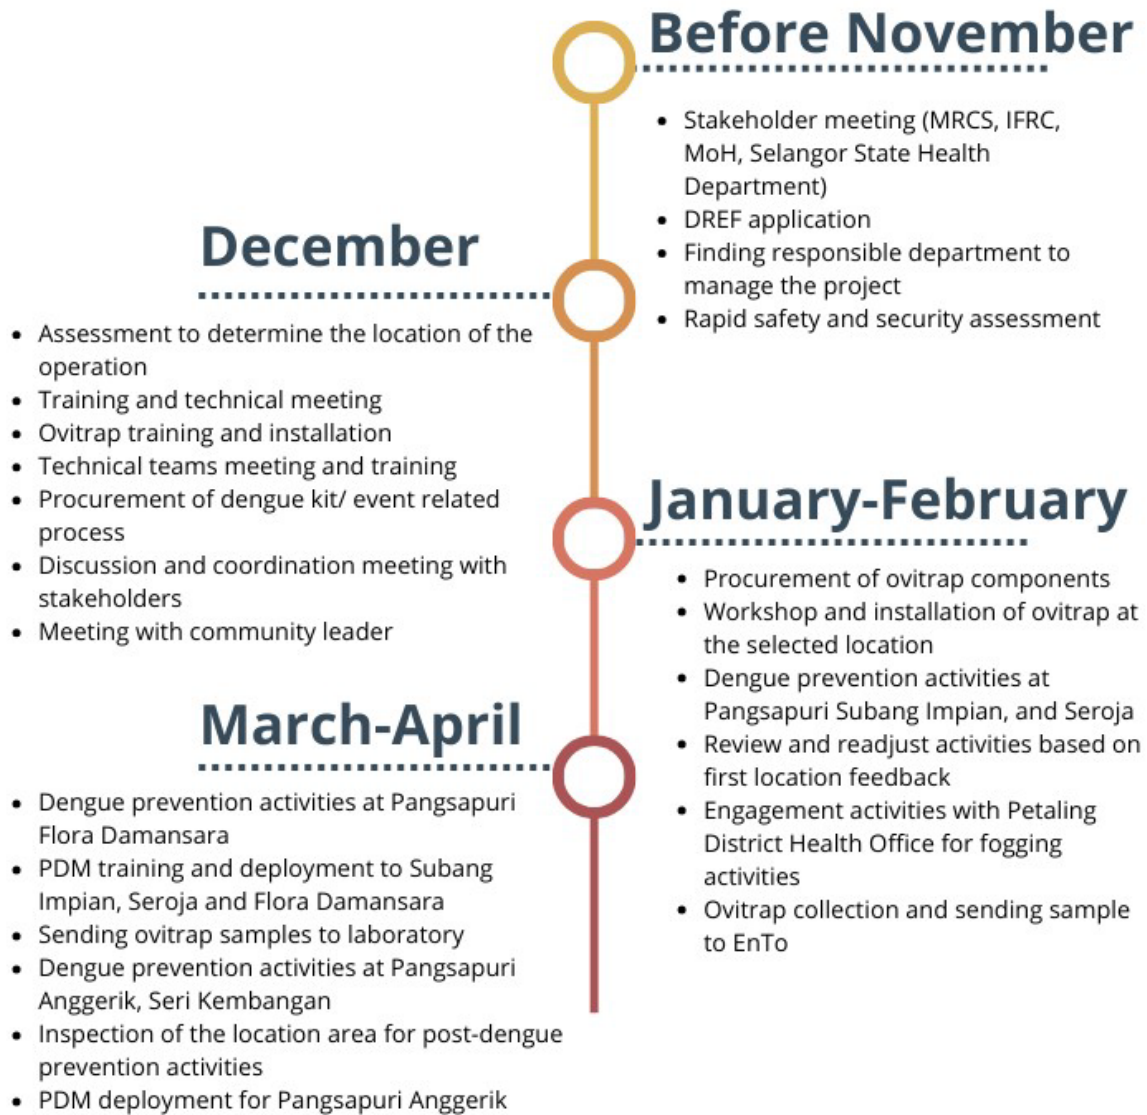 Before November
• Stakeholder meeting (MRCS, IFRC,
MoH, Selangor State Health
Department)
• DREF application
• Finding responsible department to
manage the project
• Rapid safety and security assessment
December
• Assessment to determine the location of the
operation
• Training and technical meeting
• Ovitrap training and installation
• Technical teams meeting and training
• Procurement of dengue kit/ event related
process
• Discussion and coordination meeting with
stakeholders
• Meeting with community leader
January-February
• Procurement of ovitrap components
• Workshop and installation of ovitrap at
the selected location
• Dengue prevention activities at
Pangsapuri Subang Impian, and Seroja
• Review and readjust activities based on
first location feedback
• Engagement activities with Petaling
District Health Office for fogging
activities
• Ovitrap collection and sending sample
to EnTo
March-April
• Dengue prevention activities at Pangsapuri
Flora Damansara
• PDM training and deployment to Subang
Impian, Seroja and Flora Damansara
• Sending ovitrap samples to laboratory
• Dengue prevention activities at Pangsapuri
Anggerik, Seri Kembangan
• Inspection of the location area for post-dengue
prevention activities
• PDM deployment for Pangsapuri Anggerik